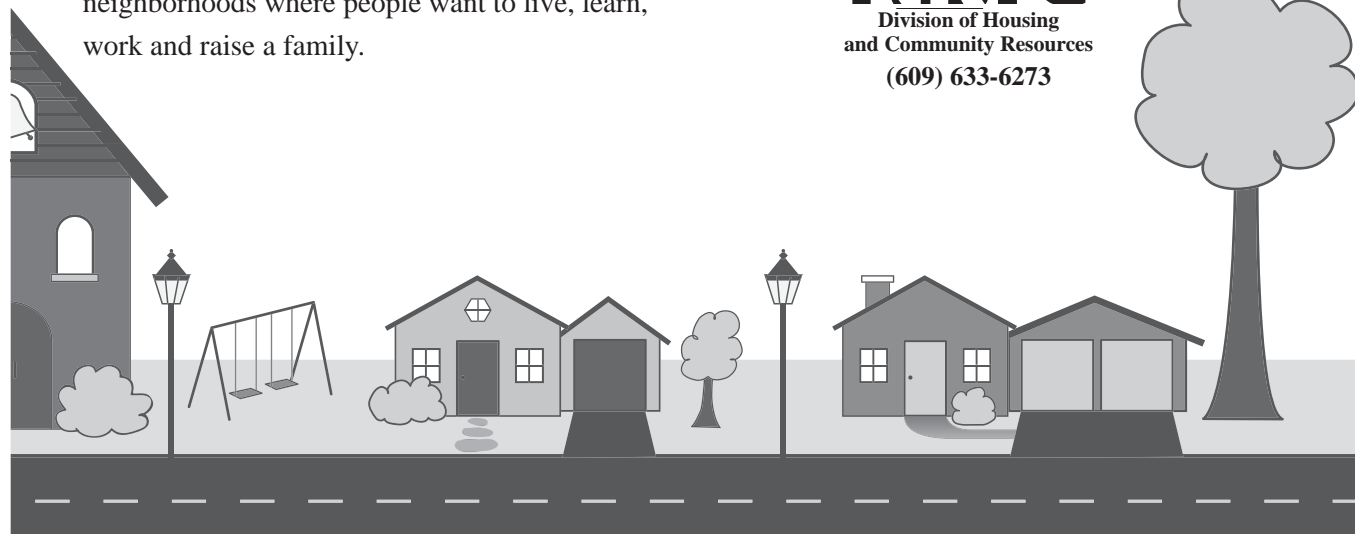 neighborhoods where people want to live, learn,
work and raise a family.
Division of Housing
and Community Resources
(609) 633-6273